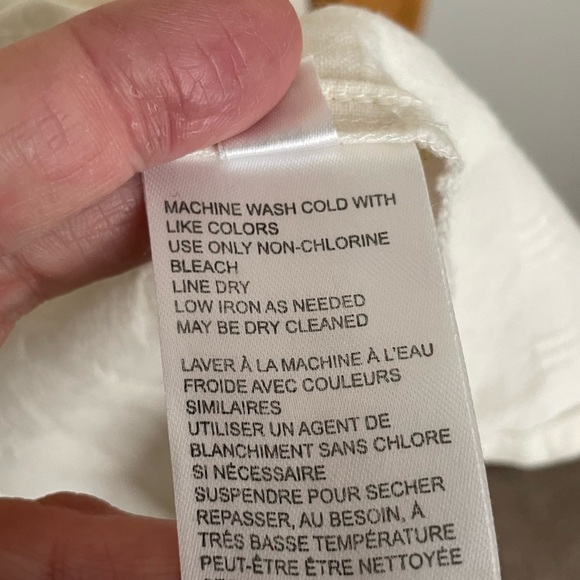 MACHINE WASH COLD WITH
LIKE COLORS
USE ONLY NON-CHLORINE
BLEACH
LINE DRY
LOW IRON AS NEEDED
MAY BE DRY CLEANED
LAVER À LA MACHINE À L'EAU
FROIDE AVEC COULEURS
SIMILAIRES
UTILISER UN AGENT DE
BLANCHIMENT SANS CHLORE
SI NÉCESSAIRE
SUSPENDRE POUR SECHER
REPASSER, AU BESOIN, À
TRÈS BASSE TEMPÉRATURE
PEUT-ÊTRE ÊTRE NETTOYÉE